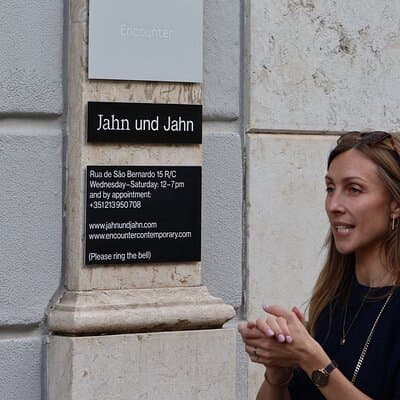 Encounter
Jahn und Jahn
Rua de São Bernardo 15 R/C
Wednesday–Saturday: 12–7pm
and by appointment:
+351213950708
www.jahnundjahn.com
www.encountercontemporary.com
(Please ring the bell)